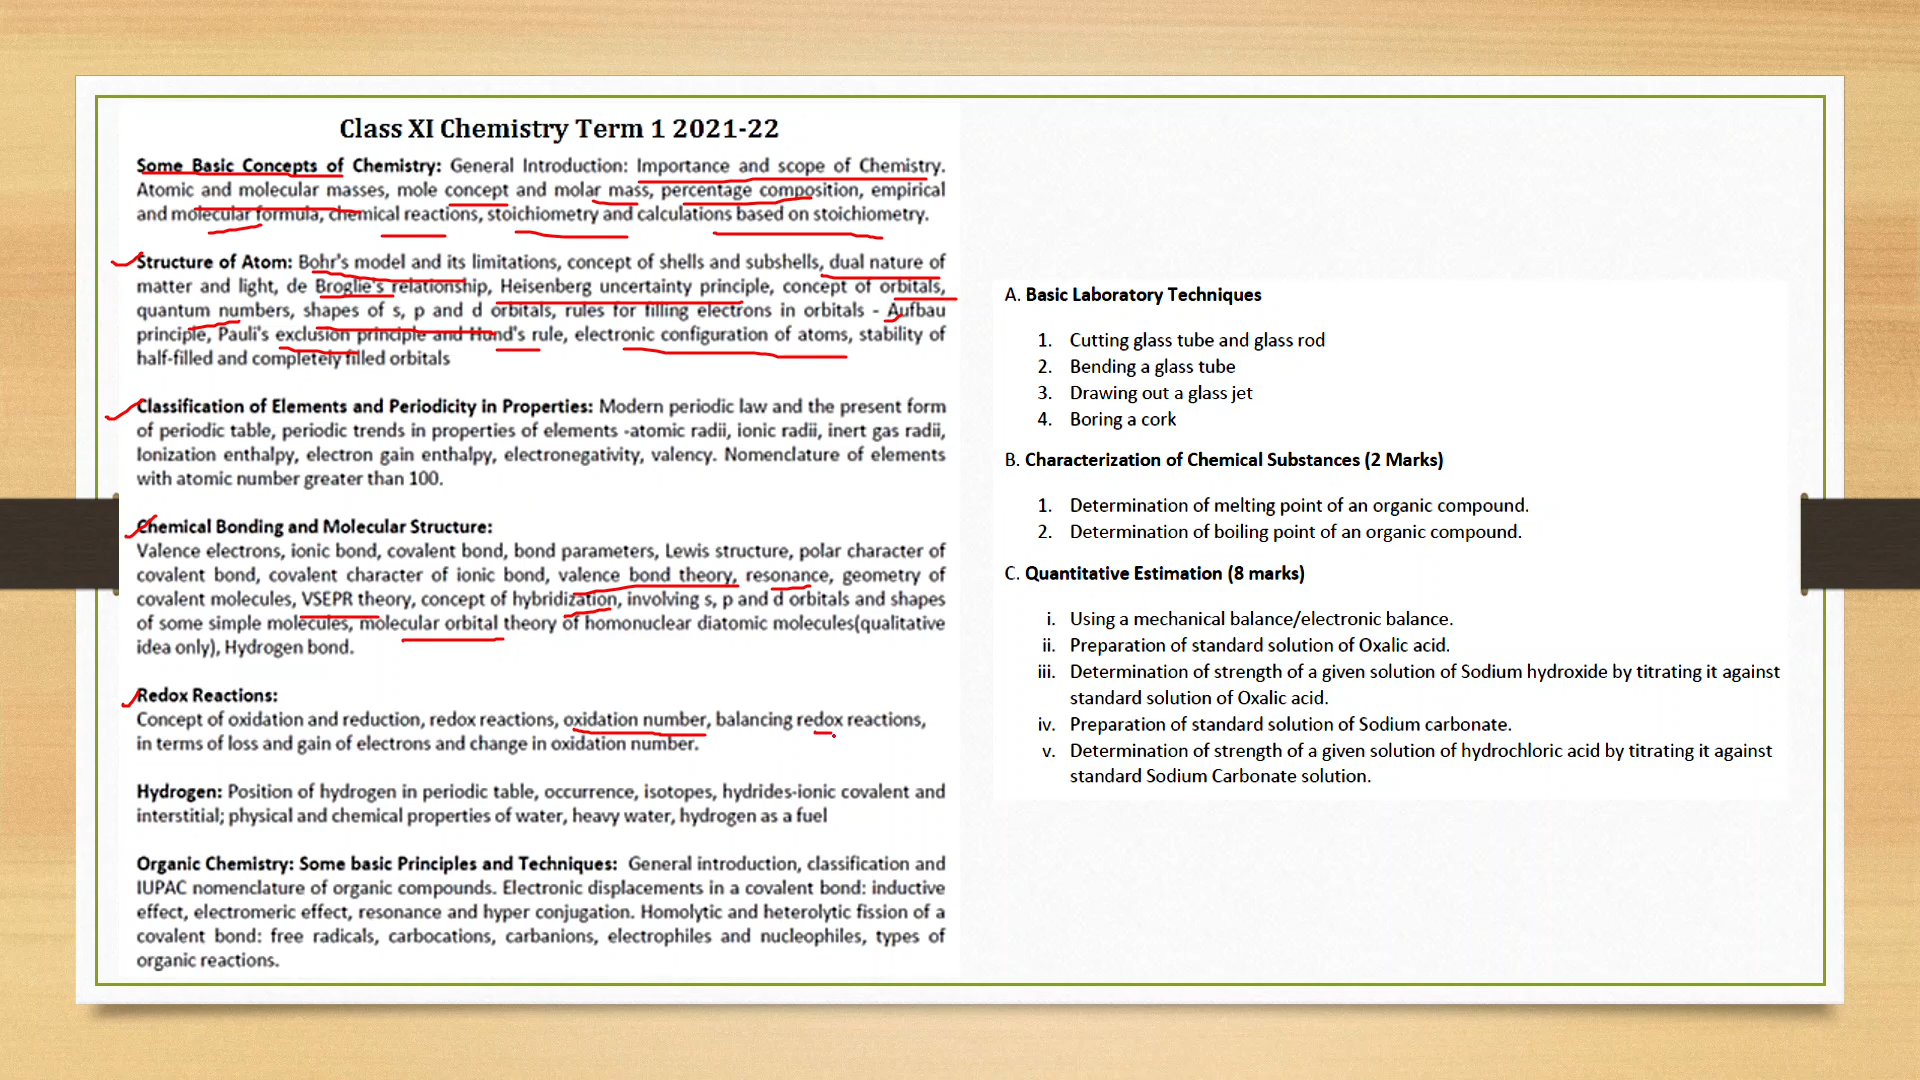 Class XI Chemistry Term 1 2021-22
Some Basic Concepts of Chemistry: General Introduction: Importance and scope of Chemistry.
Atomic and molecular masses, mole concept and molar mass, percentage composition, empirical
and molecular formula, chemical reactions, stoichiometry and calculations based on stoichiometry.
Structure of Atom: Bohr's model and its limitations, concept of shells and subshells, dual nature of
matter and light, de Broglie's relationship, Heisenberg uncertainty principle, concept of orbitals,
quantum numbers, shapes of s, p and d orbitals, rules for filling electrons in orbitals - Aufbau
principle, Pauli's exclusion principle and Hund's rule, electronic configuration of atoms, stability of
half-filled and completely filled orbitals
Classification of Elements and Periodicity in Properties: Modern periodic law and the present form
of periodic table, periodic trends in properties of elements -atomic radii, ionic radii, inert gas radii,
Ionization enthalpy, electron gain enthalpy, electronegativity, valency. Nomenclature of elements
with atomic number greater than 100.
Chemical Bonding and Molecular Structure:
Valence electrons, ionic bond, covalent bond, bond parameters, Lewis structure, polar character of
covalent bond, covalent character of ionic bond, valence bond theory, resonance, geometry of
covalent molecules, VSEPR theory, concept of hybridization, involving s, p and d orbitals and shapes
of some simple molecules, molecular orbital theory of homonuclear diatomic molecules(qualitative
idea only), Hydrogen bond.
Redox Reactions:
Concept of oxidation and reduction, redox reactions, oxidation number, balancing redox reactions,
in terms of loss and gain of electrons and change in oxidation number.
Hydrogen: Position of hydrogen in periodic table, occurrence, isotopes, hydrides-ionic covalent and
interstitial; physical and chemical properties of water, heavy water, hydrogen as a fuel
Organic Chemistry: Some basic Principles and Techniques: General introduction, classification and
IUPAC nomenclature of organic compounds. Electronic displacements in a covalent bond: inductive
effect, electromeric effect, resonance and hyper conjugation. Homolytic and heterolytic fission of a
covalent bond: free radicals, carbocations, carbanions, electrophiles and nucleophiles, types of
organic reactions.
A. Basic Laboratory Techniques
1. Cutting glass tube and glass rod
2. Bending a glass tube
3. Drawing out a glass jet
4. Boring a cork
B. Characterization of Chemical Substances (2 Marks)
1. Determination of melting point of an organic compound.
2. Determination of boiling point of an organic compound.
C. Quantitative Estimation (8 marks)
i. Using a mechanical balance/electronic balance.
ii. Preparation of standard solution of Oxalic acid.
iii. Determination of strength of a given solution of Sodium hydroxide by titrating it against
standard solution of Oxalic acid.
iv. Preparation of standard solution of Sodium carbonate.
v. Determination of strength of a given solution of hydrochloric acid by titrating it against
standard Sodium Carbonate solution.